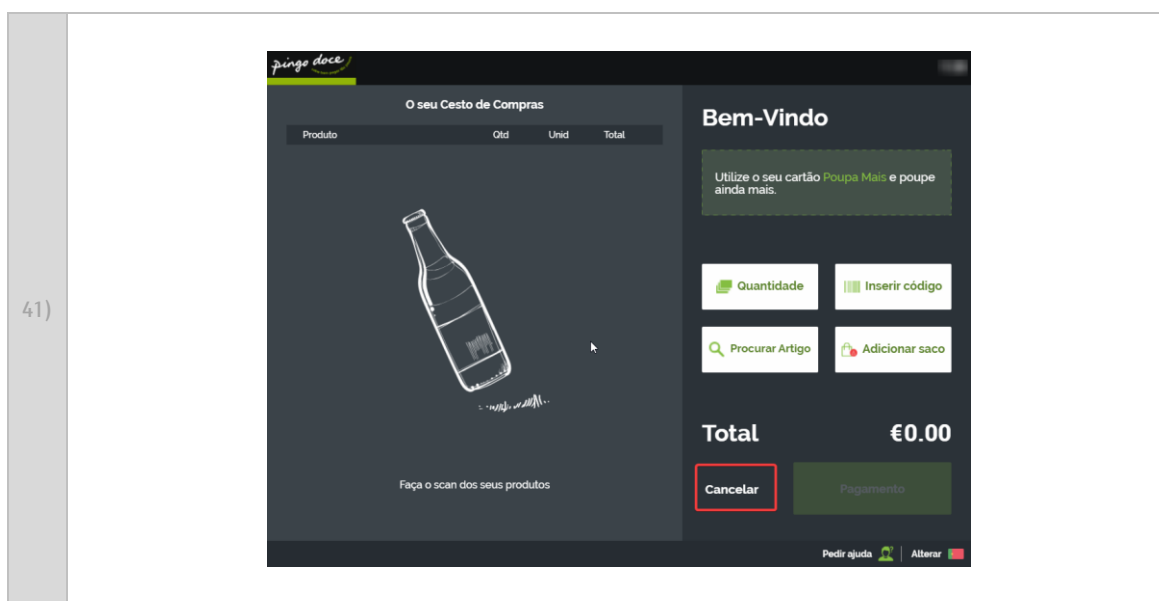 41)
pingo doce
O seu Cesto de Compras
Produto Qtd Unid Total
Faça o scan dos seus produtos
Bem-Vindo
Utilize o seu cartão Poupa Mais e poupe
ainda mais.
Quantidade Inserir código
Procurar Artigo Adicionar saco
Total €0.00
Cancelar Pagamento
Pedir ajuda Alterar